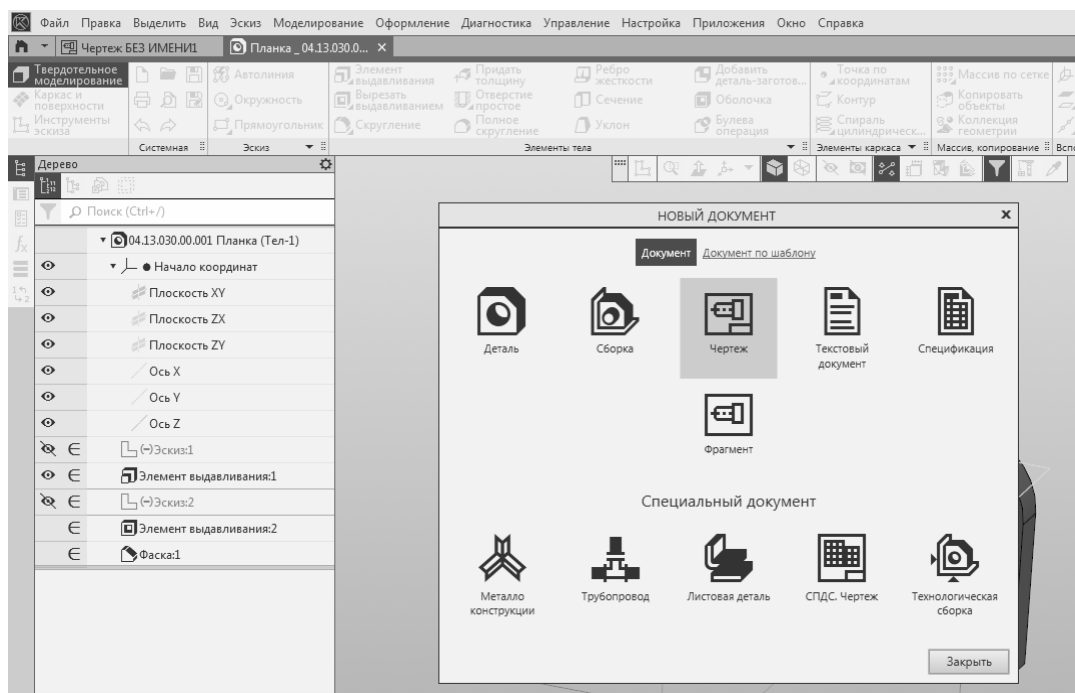 Файл Правка Выделить Вид Эскиз Моделирование Оформление Диагностика Управление Настройка Приложения Окно Справка
Чертеж БЕЗ ИМЕНИ1
Планка _ 04.13.030.0...
Твердотельное моделирование
Каркас и поверхности
Инструменты эскиза
Системная
Автолиния
Окружность
Прямоугольник
Эскиз
Элемент выдавливания
Вырезать выдавливанием
Скругление
Придать толщину
Отверстие простое
Полное скругление
Ребро жесткости
Сечение
Уклон
Добавить деталь-заготов...
Оболочка
Булева операция
Элементы тела
Точка по координатам
Контур
Спираль цилиндрическ...
Элементы каркаса
Массив по сетке
Копировать объекты
Коллекция геометрии
Массив, копирование
Всп
Дерево
Поиск (Ctrl+/)
04.13.030.00.001 Планка (Тел-1)
Начало координат
Плоскость XY
Плоскость ZX
Плоскость ZY
Ось X
Ось Y
Ось Z
(-)Эскиз:1
Элемент выдавливания:1
(-)Эскиз:2
Элемент выдавливания:2
Фаска:1
НОВЫЙ ДОКУМЕНТ
Документ Документ по шаблону
Деталь
Сборка
Чертеж
Текстовый
документ
Спецификация
Фрагмент
Специальный документ
Металло
конструкции
Трубопровод
Листовая деталь
СПДС. Чертеж
Технологическая
сборка
Закрыть